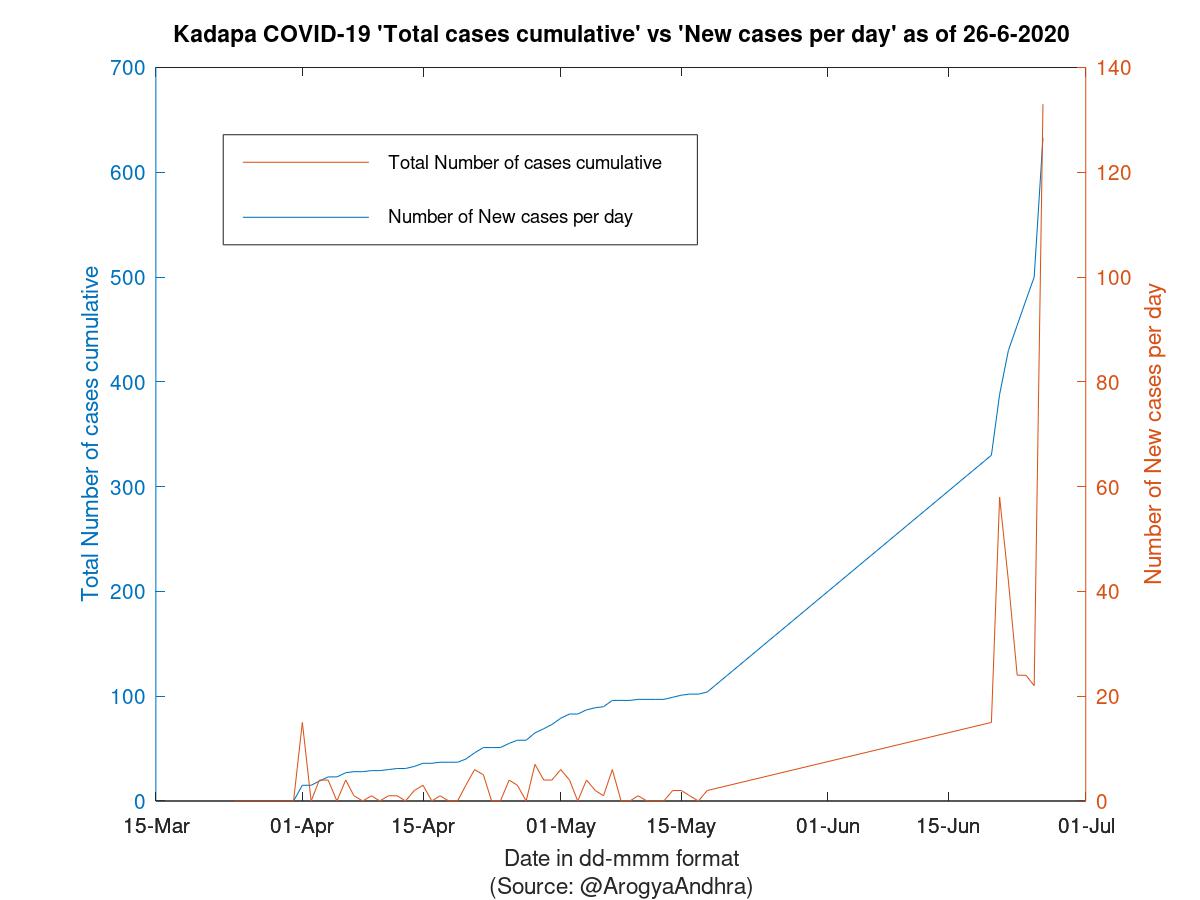 Kadapa COVID-19 'Total cases cumulative' vs 'New cases per day' as of 26-6-2020
700
600
500
400
300
200
100
0
Total Number of cases cumulative
Total Number of cases cumulative
Number of New cases per day
140
120
100
80
60
40
20
0
Number of New cases per day
15-Mar 01-Apr 15-Apr 01-May 15-May 01-Jun 15-Jun 01-Jul
Date in dd-mmm format
(Source: @ArogyaAndhra)